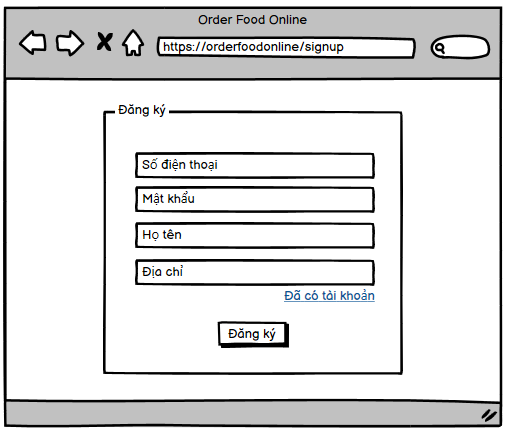 Order Food Online
https://orderfoodonline/signup
Đăng ký
Số điện thoại
Mật khẩu
Họ tên
Địa chỉ
Đã có tài khoản
Đăng ký